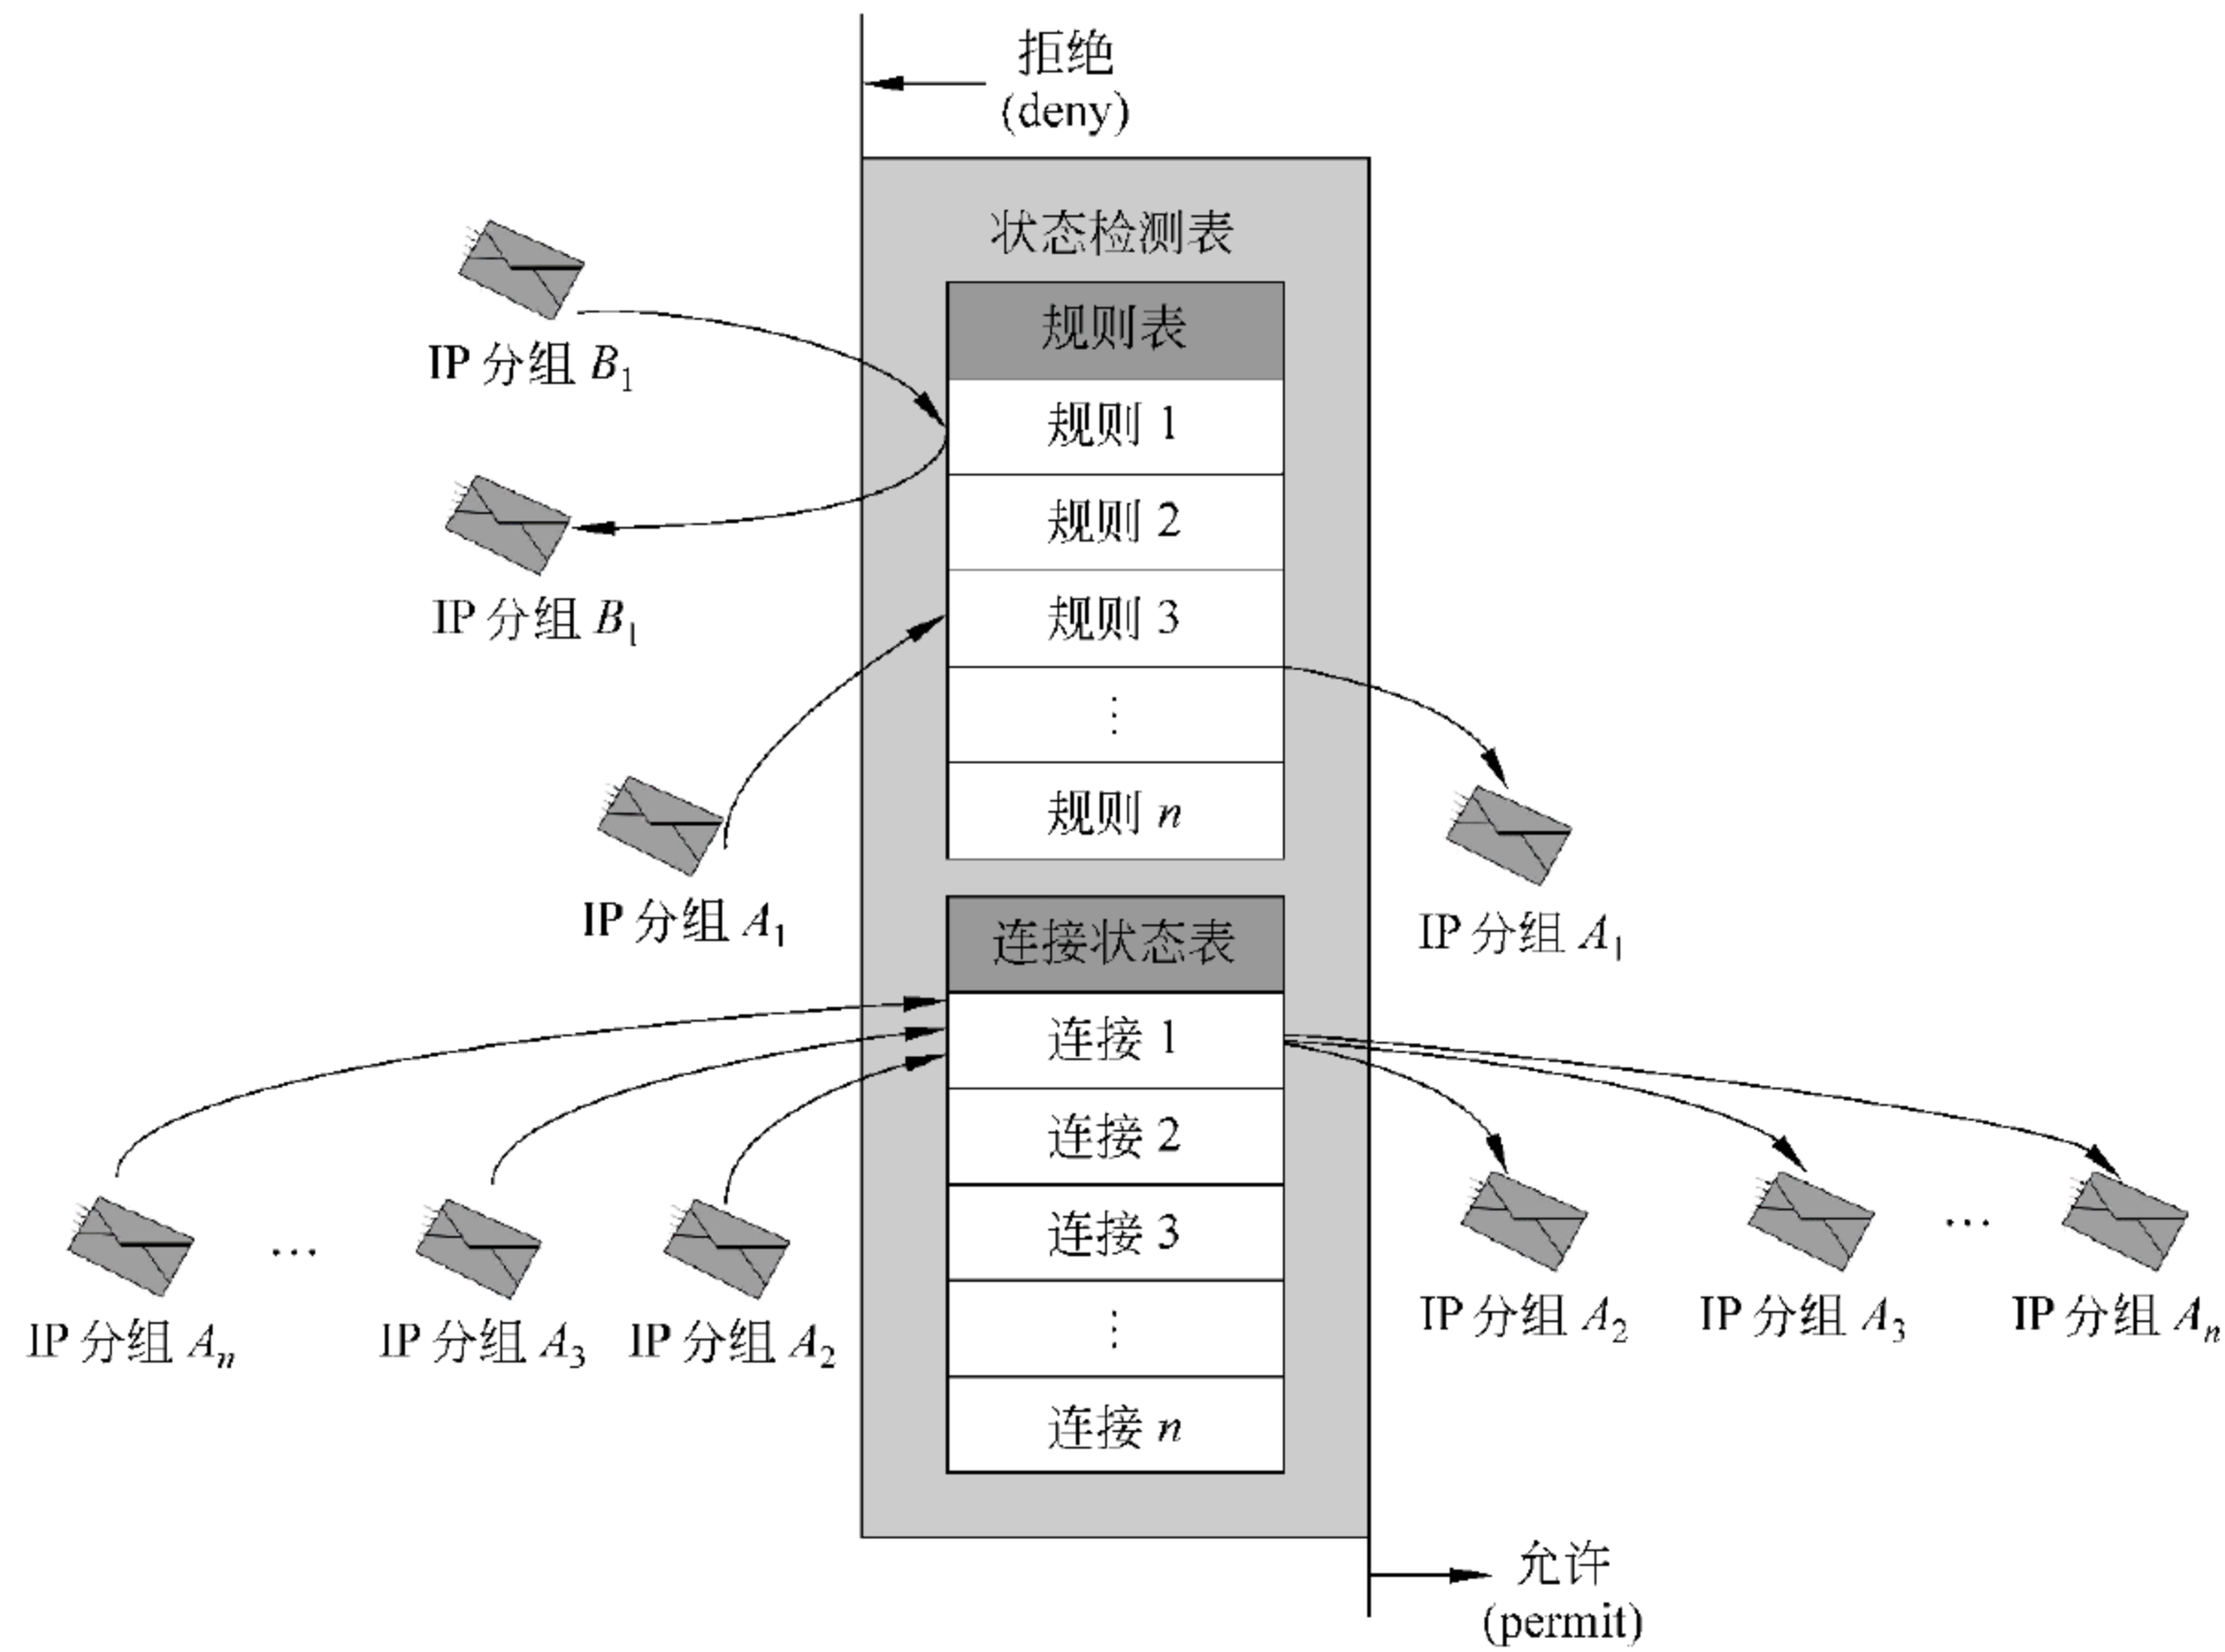 拒绝
(deny)
状态检测表
规则表
IP 分组 B₁
规则 1
规则 2
IP 分组 B₁
规则 3
⋮
规则 n
IP 分组 A₁
IP 分组 A₁
连接状态表
连接 1
连接 2
连接 3
…
…
IP 分组 Aₙ
IP 分组 A₃
IP 分组 A₂
IP 分组 A₂
IP 分组 A₃
IP 分组 Aₙ
⋮
连接 n
允许
(permit)